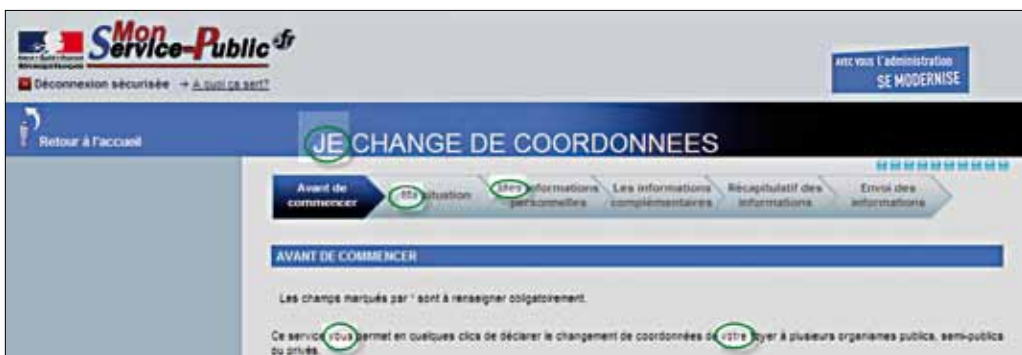 Mon
Service-Public.fr
Déconnexion sécurisée → A quoi ça sert?
AVEC VOUS l'administration
SE MODERNISE
Retour à l'accueil
JE CHANGE DE COORDONNEES
Avant de commencer
Ma situation
Mes informations personnelles
Les informations complémentaires
Récapitulatif des informations
Envoi des informations
AVANT DE COMMENCER
Les champs marqués par * sont à renseigner obligatoirement.
Ce service vous permet en quelques clics de déclarer le changement de coordonnées de votre foyer à plusieurs organismes publics, semi-publics
ou privés.